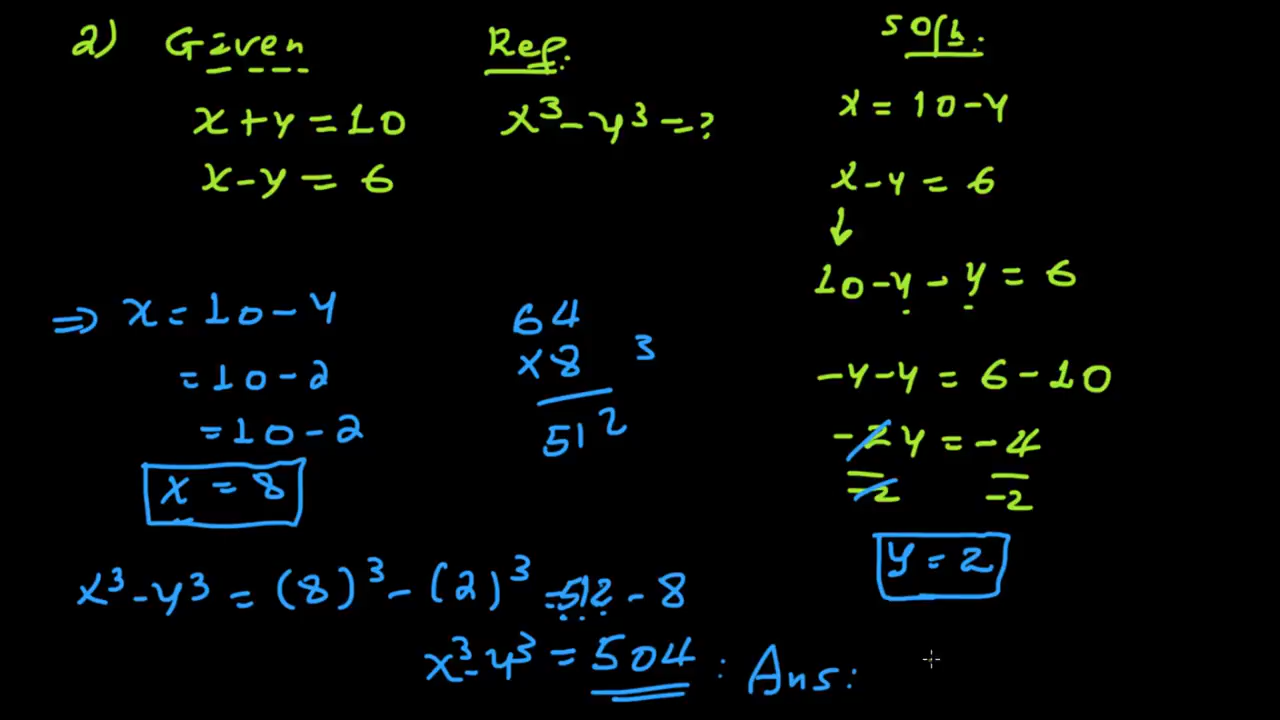 2) Given
x + y = 10
x - y = 6
Req.
x³ - y³ = ?
Solh.
x = 10 - y
x - y = 6
↓
10 - y - y = 6
-y - y = 6 - 10
-2y = -4
-2 -2
y = 2
⇒ x = 10 - y
= 10 - 2
= 10 - 2
x = 8
64
×8 3
512
x³ - y³ = (8)³ - (2)³ = 512 - 8
x³ - y³ = 504 : Ans: